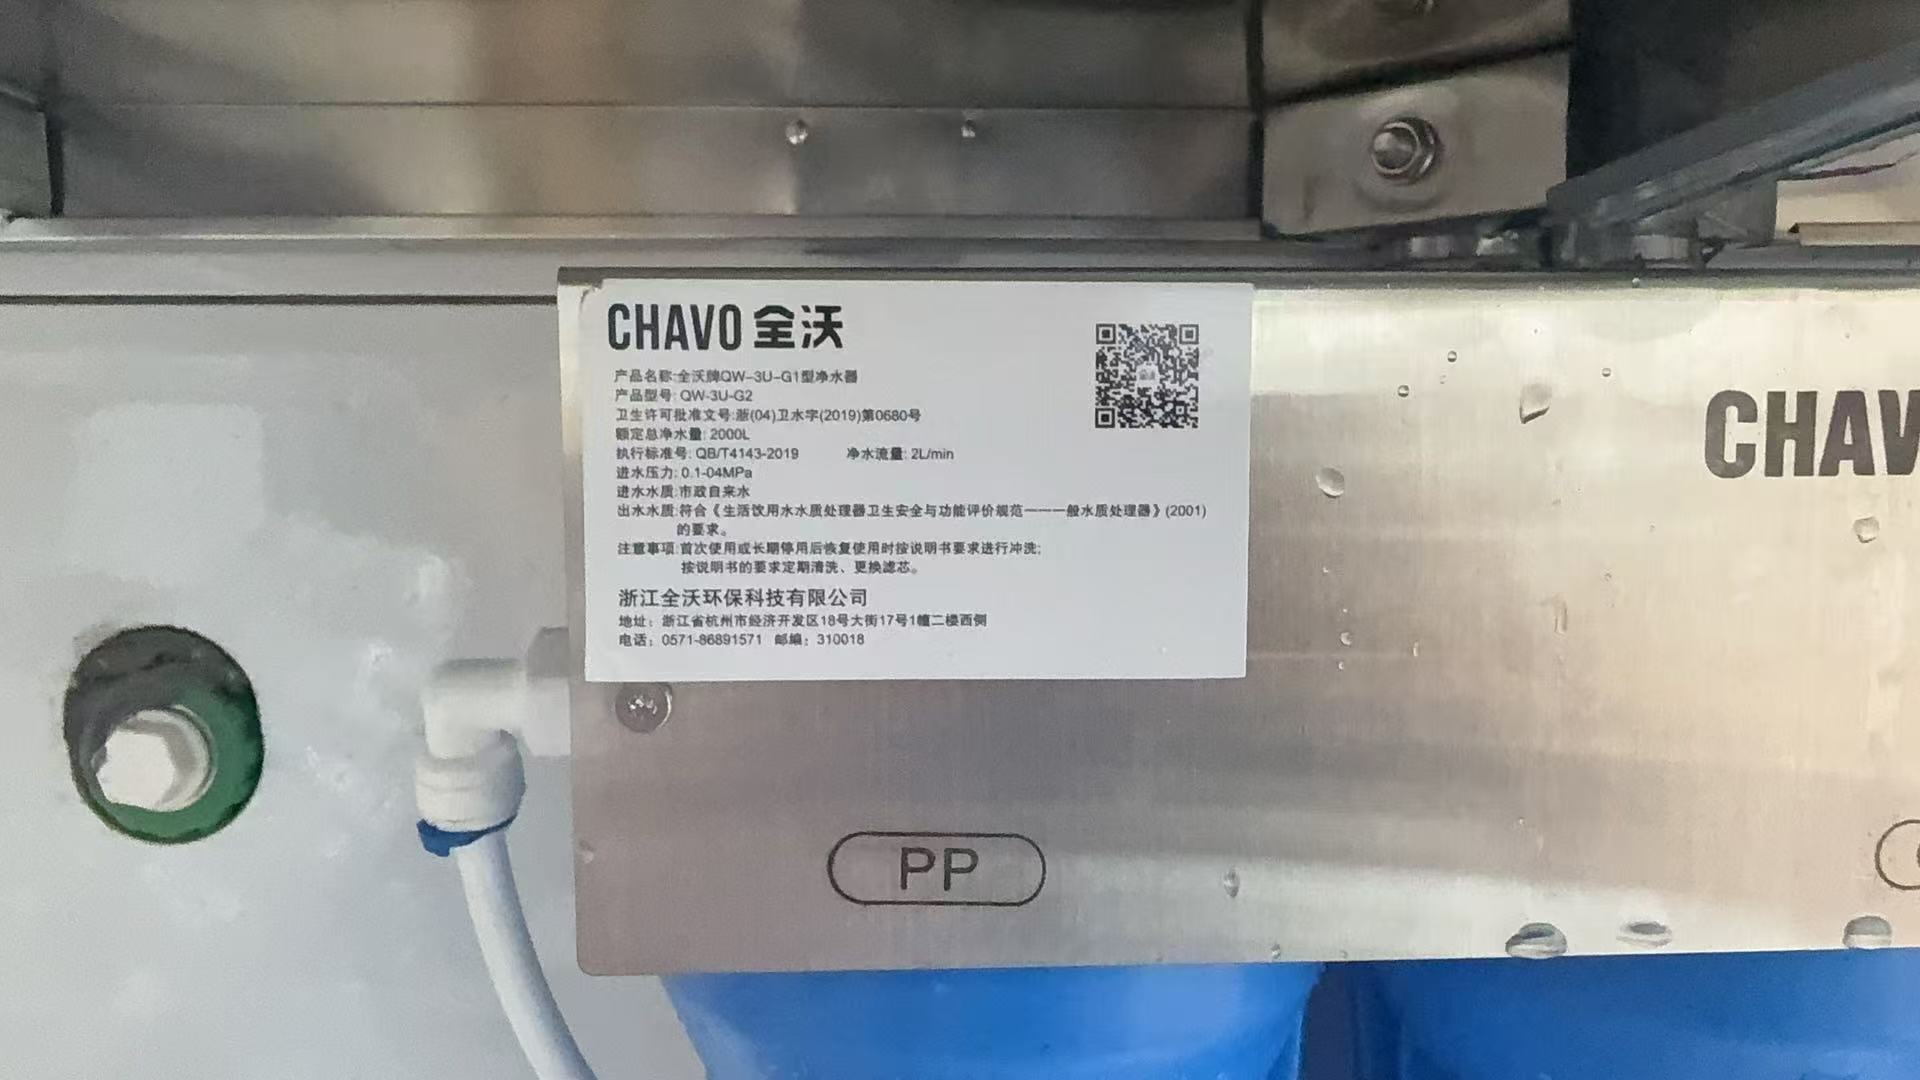 CHAVO 全沃
产品名称:全沃牌QW-3U-G1型净水器
产品型号: QW-3U-G2
卫生许可批准文号:浙(04)卫水字(2019)第0680号
额定总净水量: 2000L
执行标准号: QB/T4143-2019 净水流量: 2L/min
进水压力: 0.1-04MPa
进水水质:市政自来水
出水水质:符合《生活饮用水水质处理器卫生安全与功能评价规范——一般水质处理器》(2001)
的要求。
注意事项:首次使用或长期停用后恢复使用时按说明书要求进行冲洗;
按说明书的要求定期清洗、更换滤芯。
浙江全沃环保科技有限公司
地址：浙江省杭州市经济开发区18号大街17号1幢二楼西侧
电话：0571-86891571 邮编：310018
CHAV
PP